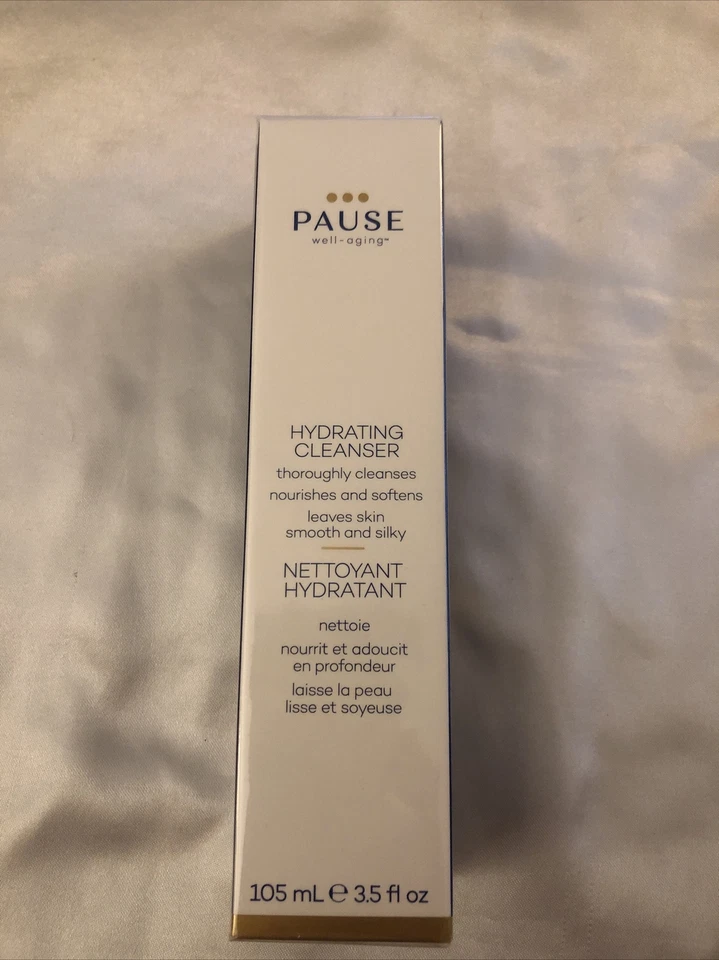 PAUSE
well-aging™
HYDRATING
CLEANSER
thoroughly cleanses
nourishes and softens
leaves skin
smooth and silky
NETTOYANT
HYDRATANT
nettoie
nourrit et adoucit
en profondeur
laisse la peau
lisse et soyeuse
105 mL ℮ 3.5 fl oz